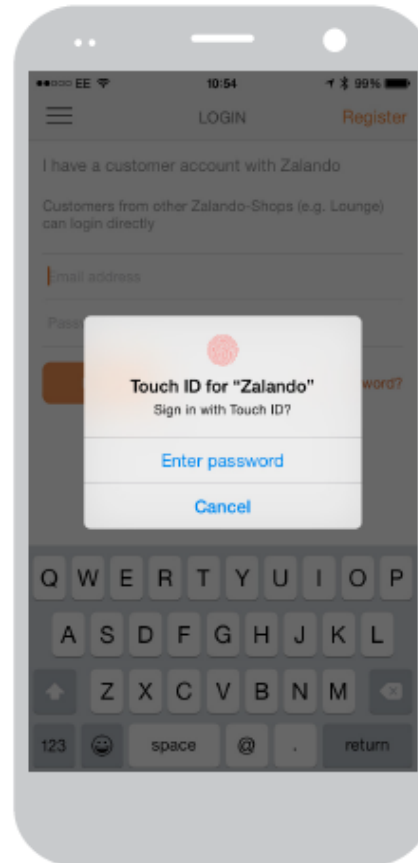 EE 10:54 99%
LOGIN Register
I have a customer account with Zalando
Customers from other Zalando-Shops (e.g. Lounge)
can login directly
Email address
Passw
Touch ID for “Zalando”
Sign in with Touch ID?
word?
Enter password
Cancel
Q W E R T Y U I O P
A S D F G H J K L
Z X C V B N M
123 space @ . return